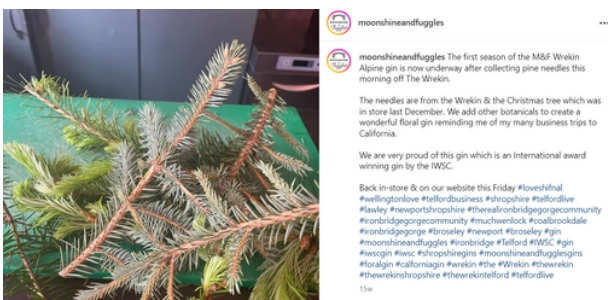 moonshineandfuggles
moonshineandfuggles The first season of the M&F Wrekin
Alpine gin is now underway after collecting pine needles this
morning off The Wrekin.
The needles are from the Wrekin & the Christmas tree which was
in store last December. We add other botanicals to create a
wonderful floral gin reminding me of my many business trips to
California.
We are very proud of this gin which is an International award
winning gin by the IWSC.
Back in-store & on our website this Friday #loveshifnal
#wellingtonlove #telfordbusiness #shropshire #telfordlive
#lawley #newportshropshire #therealironbridgegorgecommunity
#ironbridgegorgecommunity #muchwenlock #coalbrookdale
#ironbridgegorge #broseley #newport #broseley #gin
#moonshineandfuggles #ironbridge #Telford #IWSC #gin
#iwscgin #iwsc #shropshiregins #moonshineandfugglesgins
#foralgin #calforniagin #wrekin #the #Wrekin #thewrekin
#thewrekinshropshire #thewrekintelford #telfordlive
15w